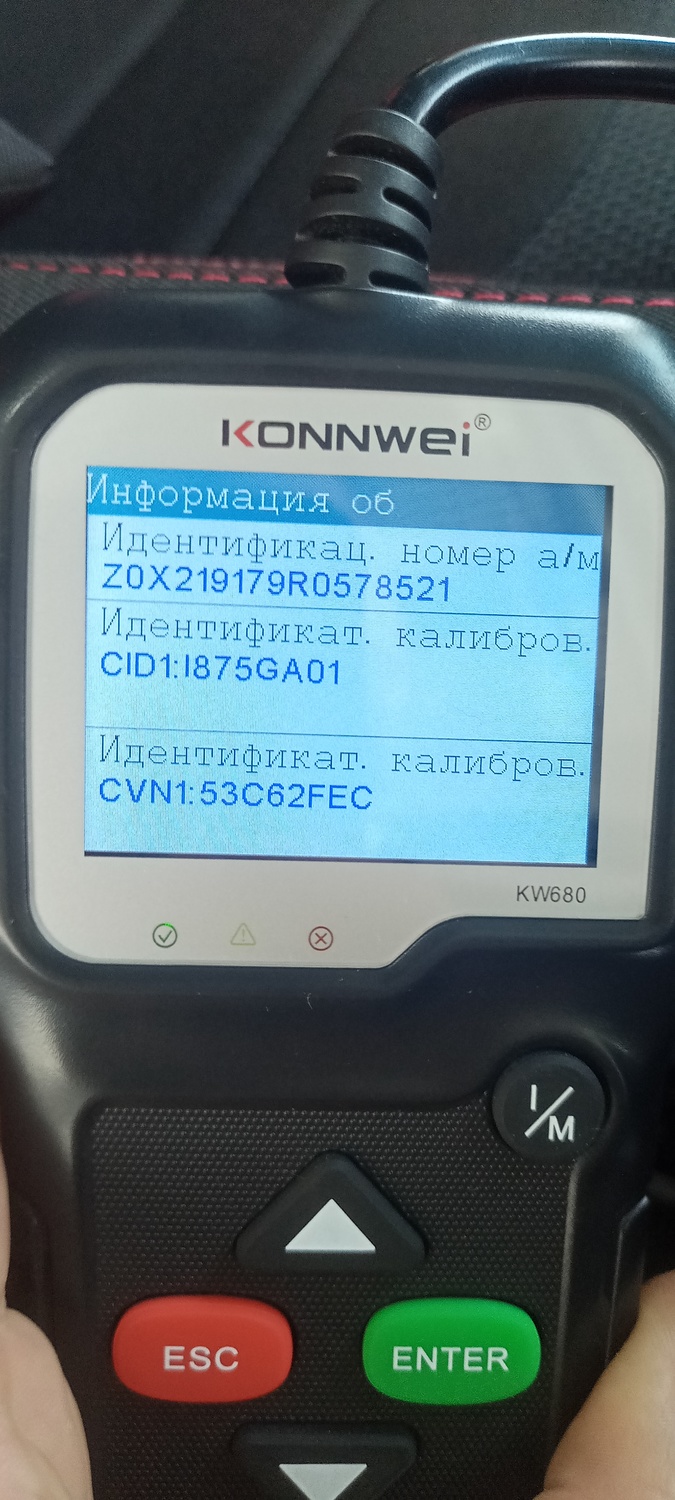 KONNWEI®
Информация об
Идентификац. номер а/м
Z0X219179R0578521
Идентификат. калибров.
CID1:I875GA01
Идентификат. калибров.
CVN1:53C62FEC
KW680
I/M
ESC
ENTER